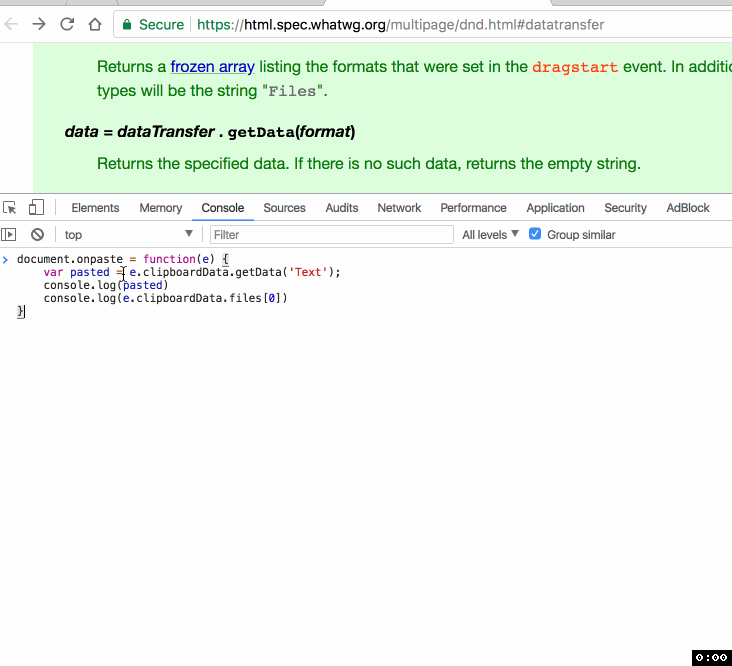 Secure https://html.spec.whatwg.org/multipage/dnd.html#datatransfer
Returns a frozen array listing the formats that were set in the dragstart event. In additi
types will be the string "Files".
data = dataTransfer . getData(format)
Returns the specified data. If there is no such data, returns the empty string.
Elements Memory Console Sources Audits Network Performance Application Security AdBlock
top Filter All levels Group similar
document.onpaste = function(e) {
var pasted = e.clipboardData.getData('Text');
console.log(pasted)
console.log(e.clipboardData.files[0])
}
0:00